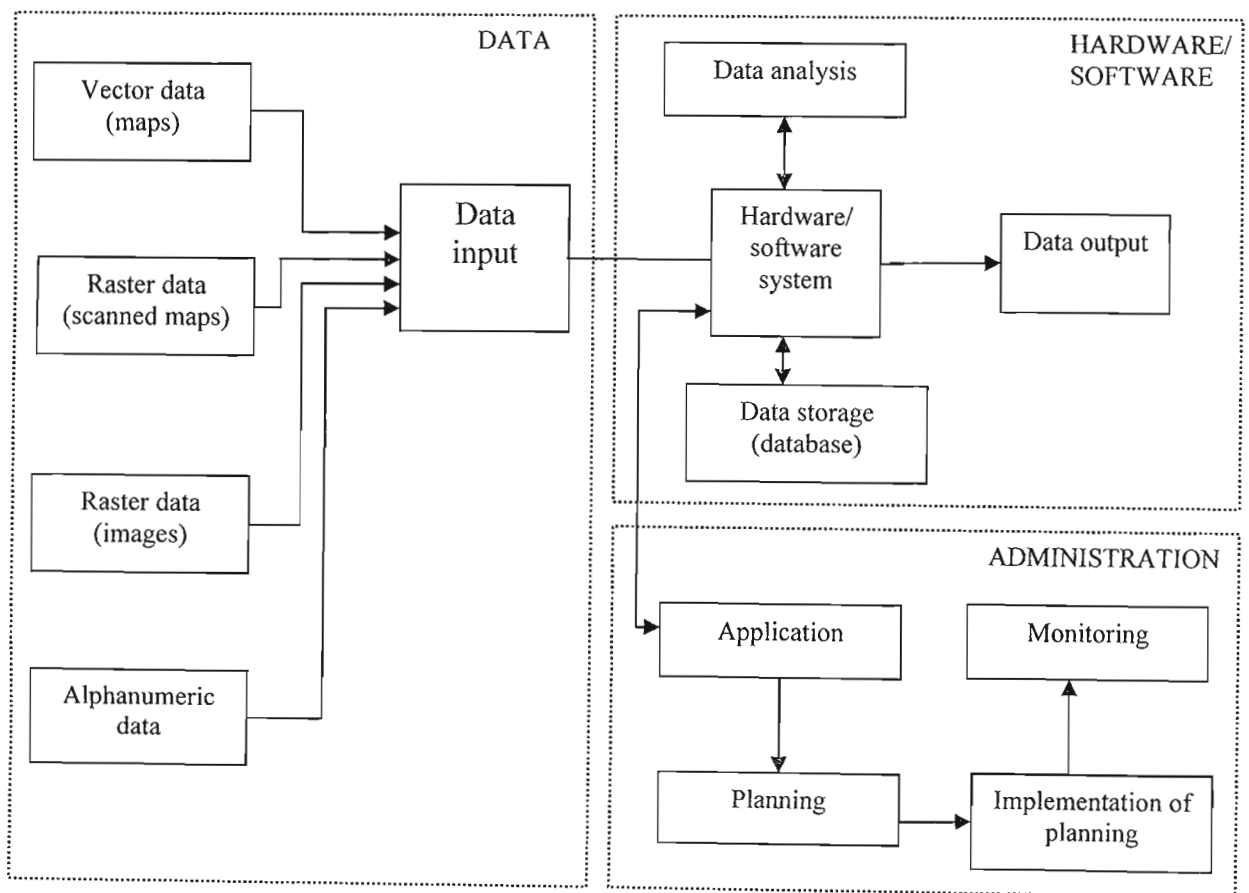 DATA
Vector data
(maps)
Raster data
(scanned maps)
Raster data
(images)
Alphanumeric
data
Data
input
HARDWARE/
SOFTWARE
Data analysis
Hardware/
software
system
Data output
Data storage
(database)
ADMINISTRATION
Application
Monitoring
Planning
Implementation of
planning